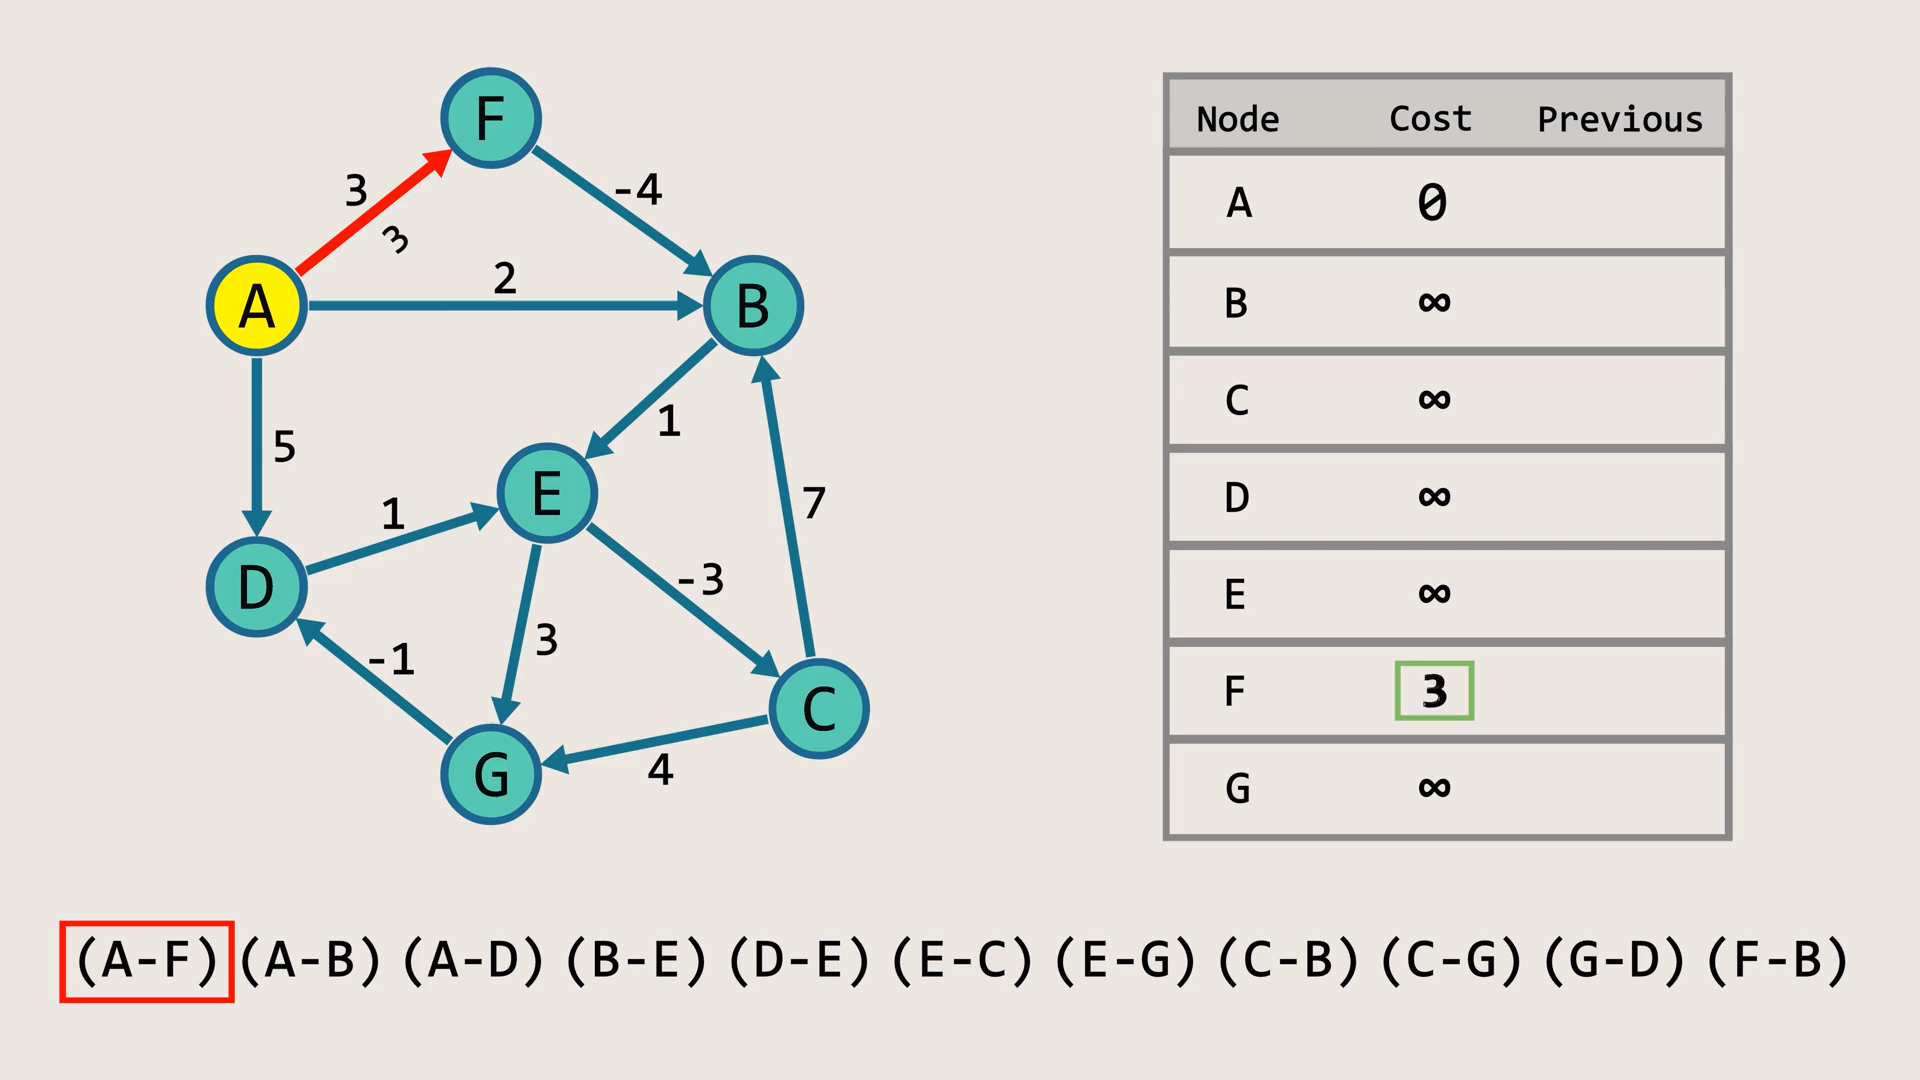 F
3
-4
3
2
A
B
5
1
E
7
1
-3
D
3
-1
C
G
4
Node Cost Previous
A 0
B ∞
C ∞
D ∞
E ∞
F 3
G ∞
(A-F) (A-B) (A-D) (B-E) (D-E) (E-C) (E-G) (C-B) (C-G) (G-D) (F-B)